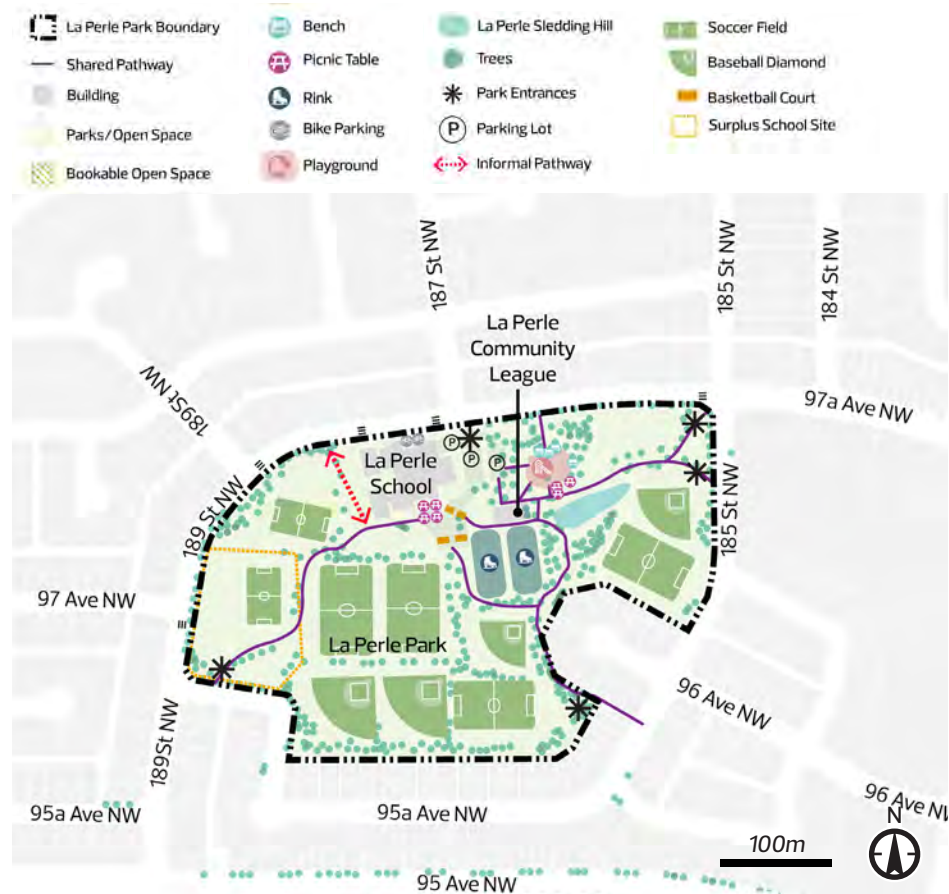 La Perle Park Boundary
Shared Pathway
Building
Parks/Open Space
Bookable Open Space
Bench
Picnic Table
Rink
Bike Parking
Playground
La Perle Sledding Hill
Trees
Park Entrances
P Parking Lot
Informal Pathway
Soccer Field
Baseball Diamond
Basketball Court
Surplus School Site
187 St NW
185 St NW
184 St NW
La Perle
Community
League
189St NW
97a Ave NW
P
P
P
La Perle
School
189 St NW
185 St NW
97 Ave NW
La Perle Park
96 Ave NW
189St NW
95a Ave NW
95a Ave NW
96 Ave NW
N
100m
95 Ave NW